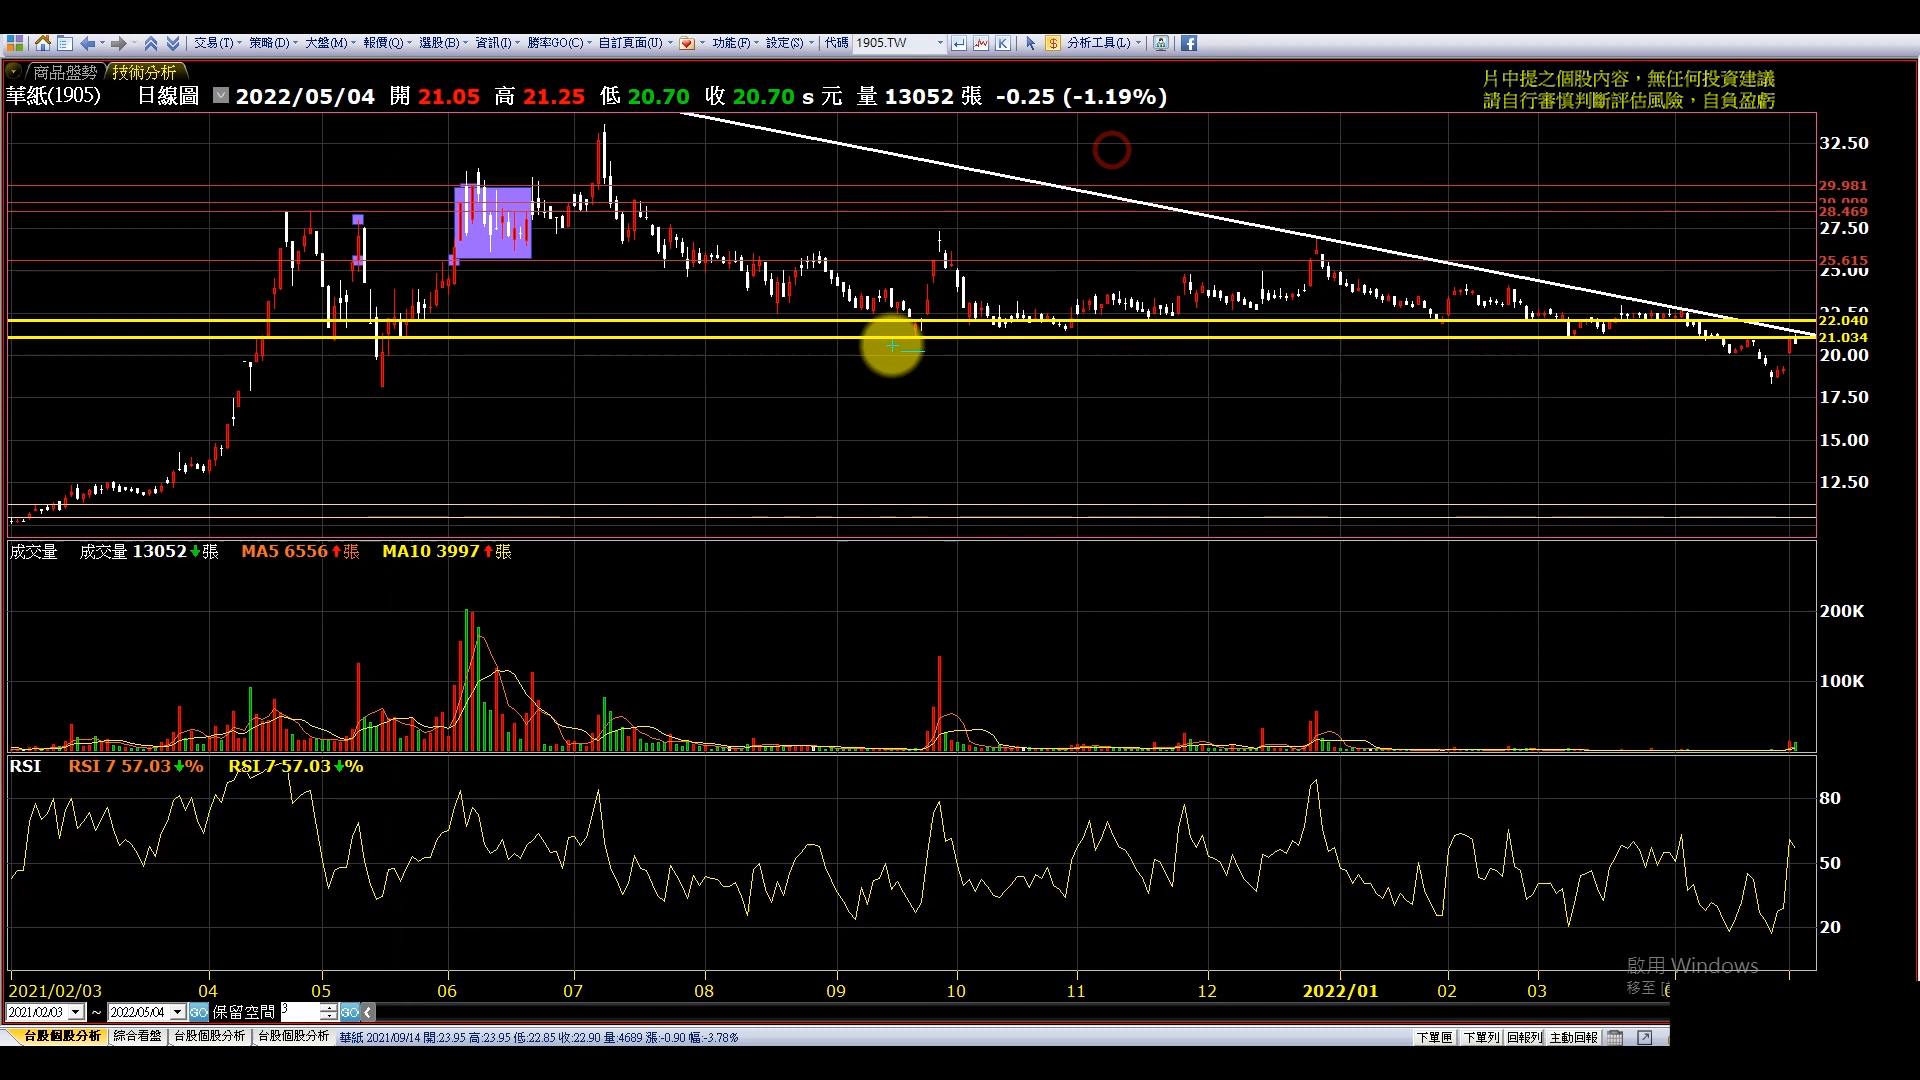 交易(T) 策略(D) 大盤(M) 報價(Q) 選股(B) 資訊(I) 勝率GO(C) 自訂頁面(U) 功能(F) 設定(S) 代碼 1905.TW K $ 分析工具(L)
商品盤勢 技術分析
華紙(1905) 日線圖 2022/05/04 開 21.05 高 21.25 低 20.70 收 20.70 s 元 量 13052 張 -0.25 (-1.19%)
片中提之個股內容，無任何投資建議
請自行審慎判斷評估風險，自負盈虧
32.50
29.981
28.469
27.50
25.615
25.00
22.50
22.040
21.034
20.00
17.50
15.00
12.50
成交量 成交量 13052 張 MA5 6556 張 MA10 3997 張
200K
100K
RSI RSI 7 57.03 % RSI 7 57.03 %
80
50
20
啟用 Windows
移至 [
2021/02/03 04 05 06 07 08 09 10 11 12 2022/01 02 03
2021/02/03 ~ 2022/05/04 GO 保留空間 3 GO
台股個股分析 綜合看盤 台股個股分析 台股個股分析 華紙 2021/09/14 開:23.95 高:23.95 低:22.85 收:22.90 量:4689 漲:-0.90 幅:-3.78% 下單匣 下單列 回報列 主動回報